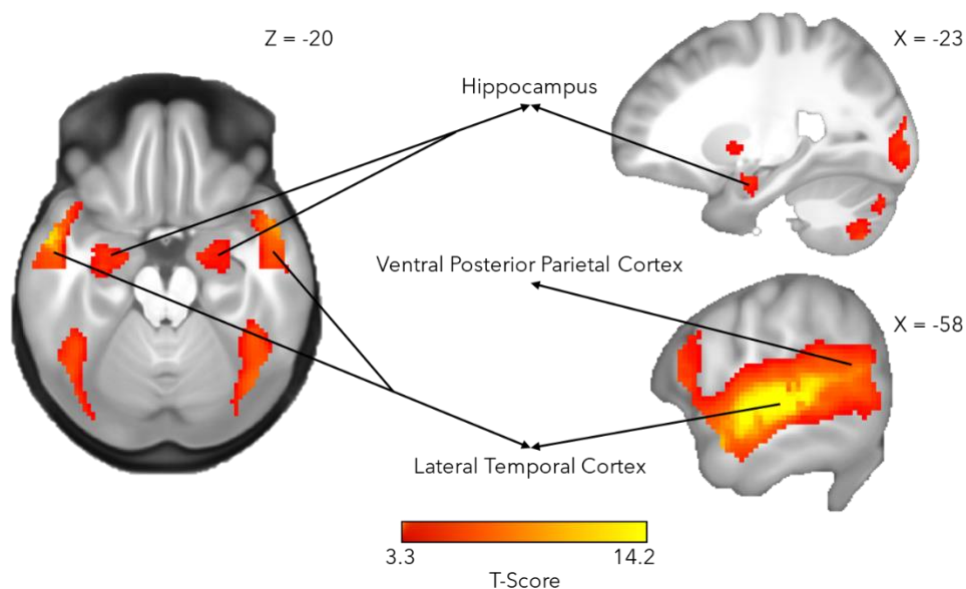 Z = -20
X = -23
Hippocampus
Ventral Posterior Parietal Cortex
X = -58
Lateral Temporal Cortex
3.3
14.2
T-Score